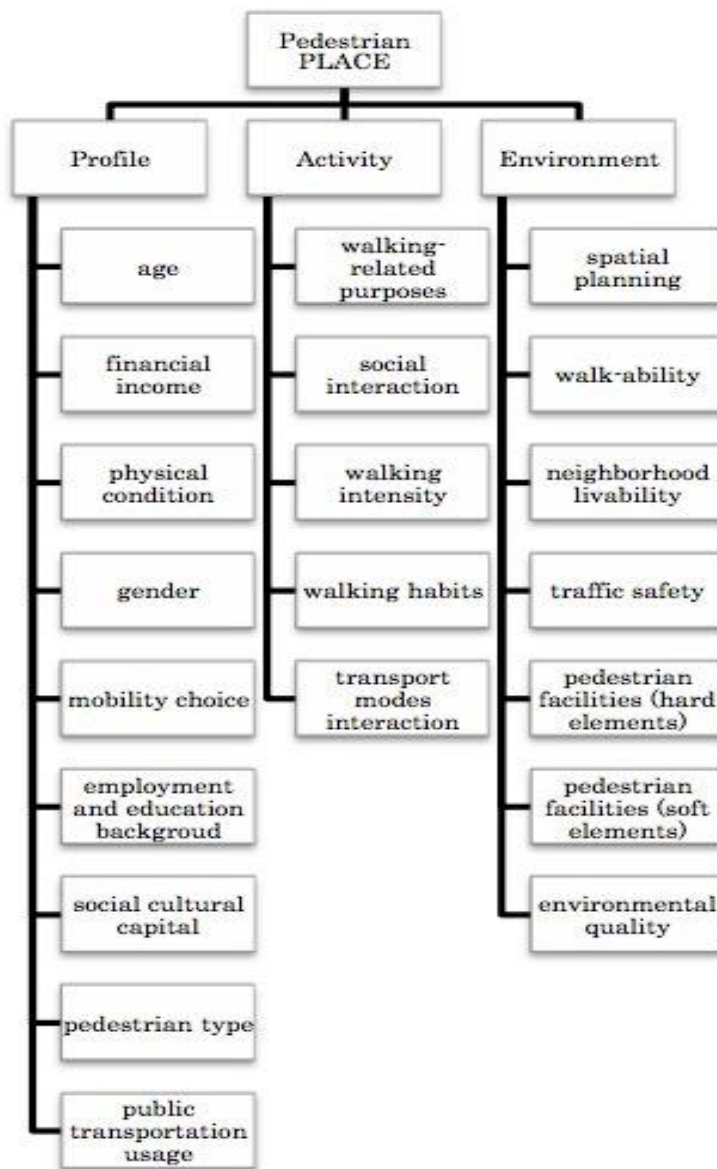 Pedestrian
PLACE
Profile
Activity
Environment
age
financial
income
physical
condition
gender
mobility choice
employment
and education
backgroud
social cultural
capital
pedestrian type
public
transportation
usage
walking-
related
purposes
social
interaction
walking
intensity
walking habits
transport
modes
interaction
spatial
planning
walk-ability
neighborhood
livability
traffic safety
pedestrian
facilities (hard
elements)
pedestrian
facilities (soft
elements)
environmental
quality